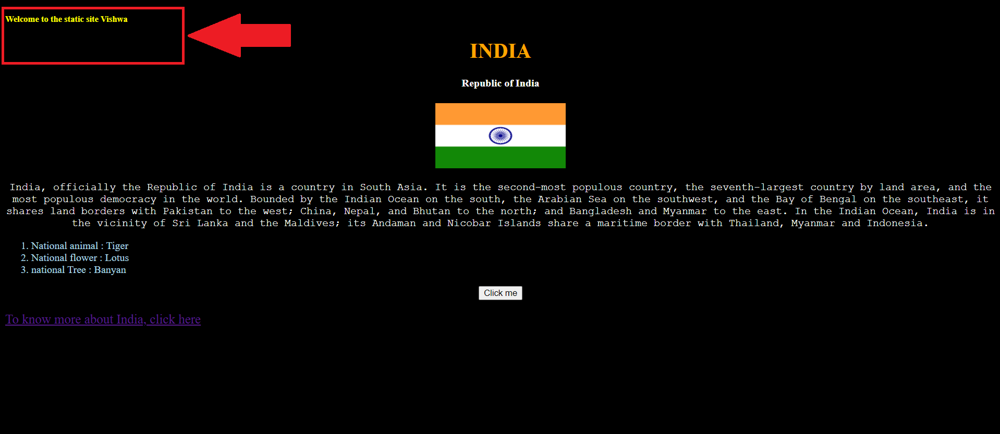 Welcome to the static site Vishwa
INDIA
Republic of India
India, officially the Republic of India is a country in South Asia. It is the second-most populous country, the seventh-largest country by land area, and the
most populous democracy in the world. Bounded by the Indian Ocean on the south, the Arabian Sea on the southwest, and the Bay of Bengal on the southeast, it
shares land borders with Pakistan to the west; China, Nepal, and Bhutan to the north; and Bangladesh and Myanmar to the east. In the Indian Ocean, India is in
the vicinity of Sri Lanka and the Maldives; its Andaman and Nicobar Islands share a maritime border with Thailand, Myanmar and Indonesia.
1. National animal : Tiger
2. National flower : Lotus
3. national Tree : Banyan
Click me
To know more about India, click here